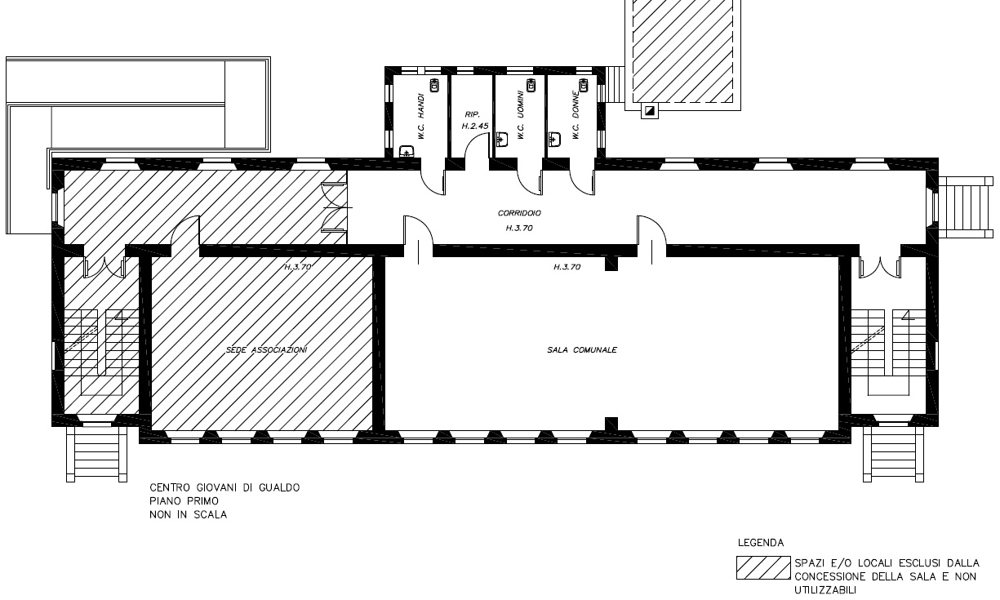 W.C. HANDI
RIP.
H.2.45
W.C. UOMINI
W.C. DONNE
CORRIDOIO
H.3.70
H.3.70
H.3.70
SEDE ASSOCIAZIONI
SALA COMUNALE
CENTRO GIOVANI DI GUALDO
PIANO PRIMO
NON IN SCALA
LEGENDA
SPAZI E/O LOCALI ESCLUSI DALLA
CONCESSIONE DELLA SALA E NON
UTILIZZABILI